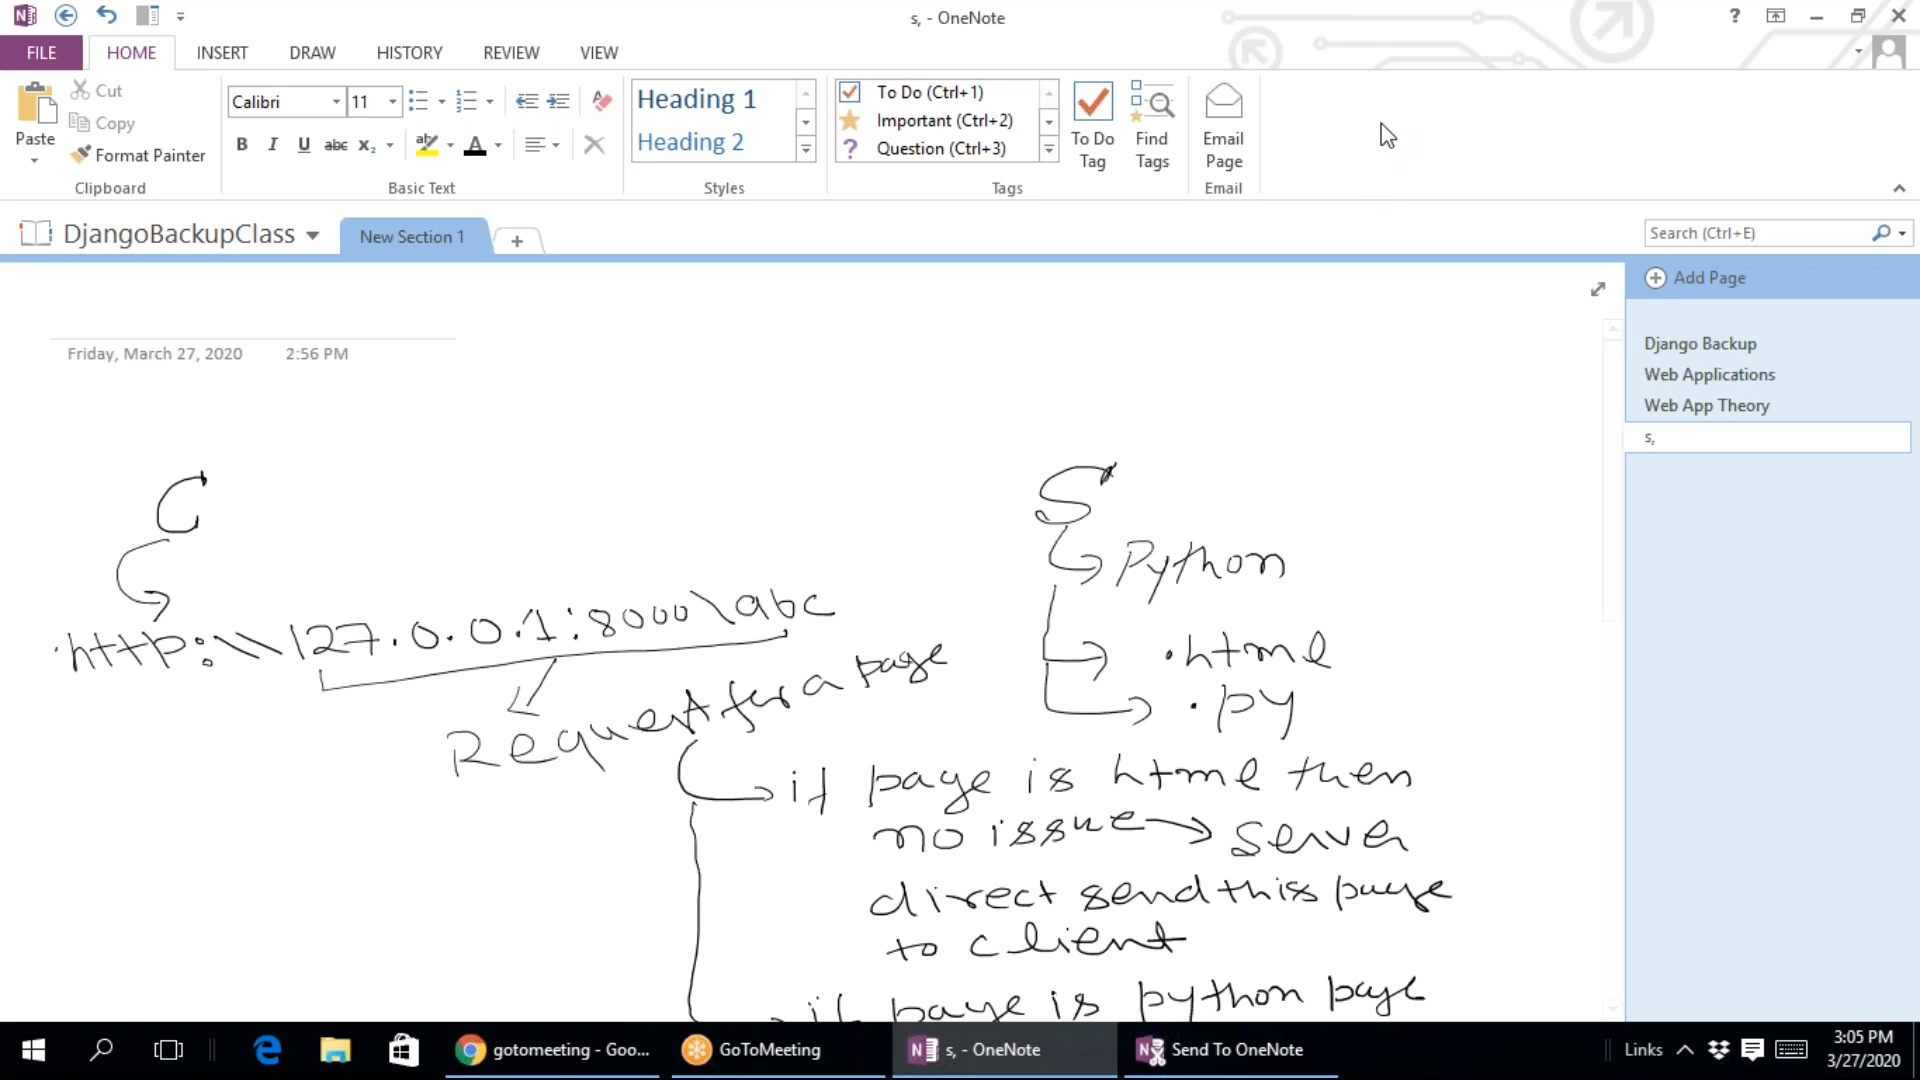 s, - OneNote
?
FILE HOME INSERT DRAW HISTORY REVIEW VIEW
Paste
Cut
Copy
Format Painter
Clipboard
Calibri 11
B I U abc x₂ aby A
Basic Text
Heading 1
Heading 2
Styles
To Do (Ctrl+1)
Important (Ctrl+2)
? Question (Ctrl+3)
To Do Tag
Find Tags
Tags
Email Page
Email
DjangoBackupClass New Section 1 +
Search (Ctrl+E)
Add Page
Django Backup
Web Applications
Web App Theory
s,
Friday, March 27, 2020 2:56 PM
C
http:\\127.0.0.1:8000\abc
Request for a page
S
Python
.html
.py
if page is html then
no issue → server
direct send this page
to client
if page is python page
gotomeeting - Goo...
GoToMeeting
s, - OneNote
Send To OneNote
Links
3:05 PM
3/27/2020